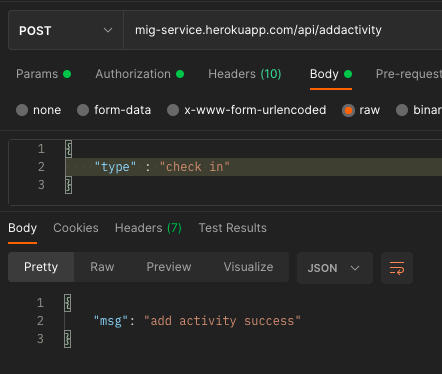 POST mig-service.herokuapp.com/api/addactivity
Params Authorization Headers (10) Body Pre-request
none form-data x-www-form-urlencoded raw binar
1 {
2 "type" : "check in"
3 }
Body Cookies Headers (7) Test Results
Pretty Raw Preview Visualize JSON
1 {
2 "msg": "add activity success"
3 }